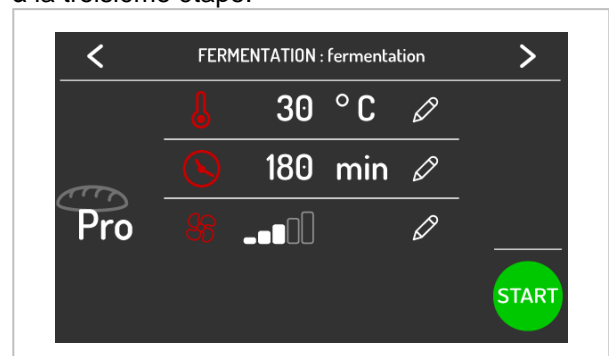 à la troisième étape.
FERMENTATION : fermentation
30 °C
180 min
Pro
START